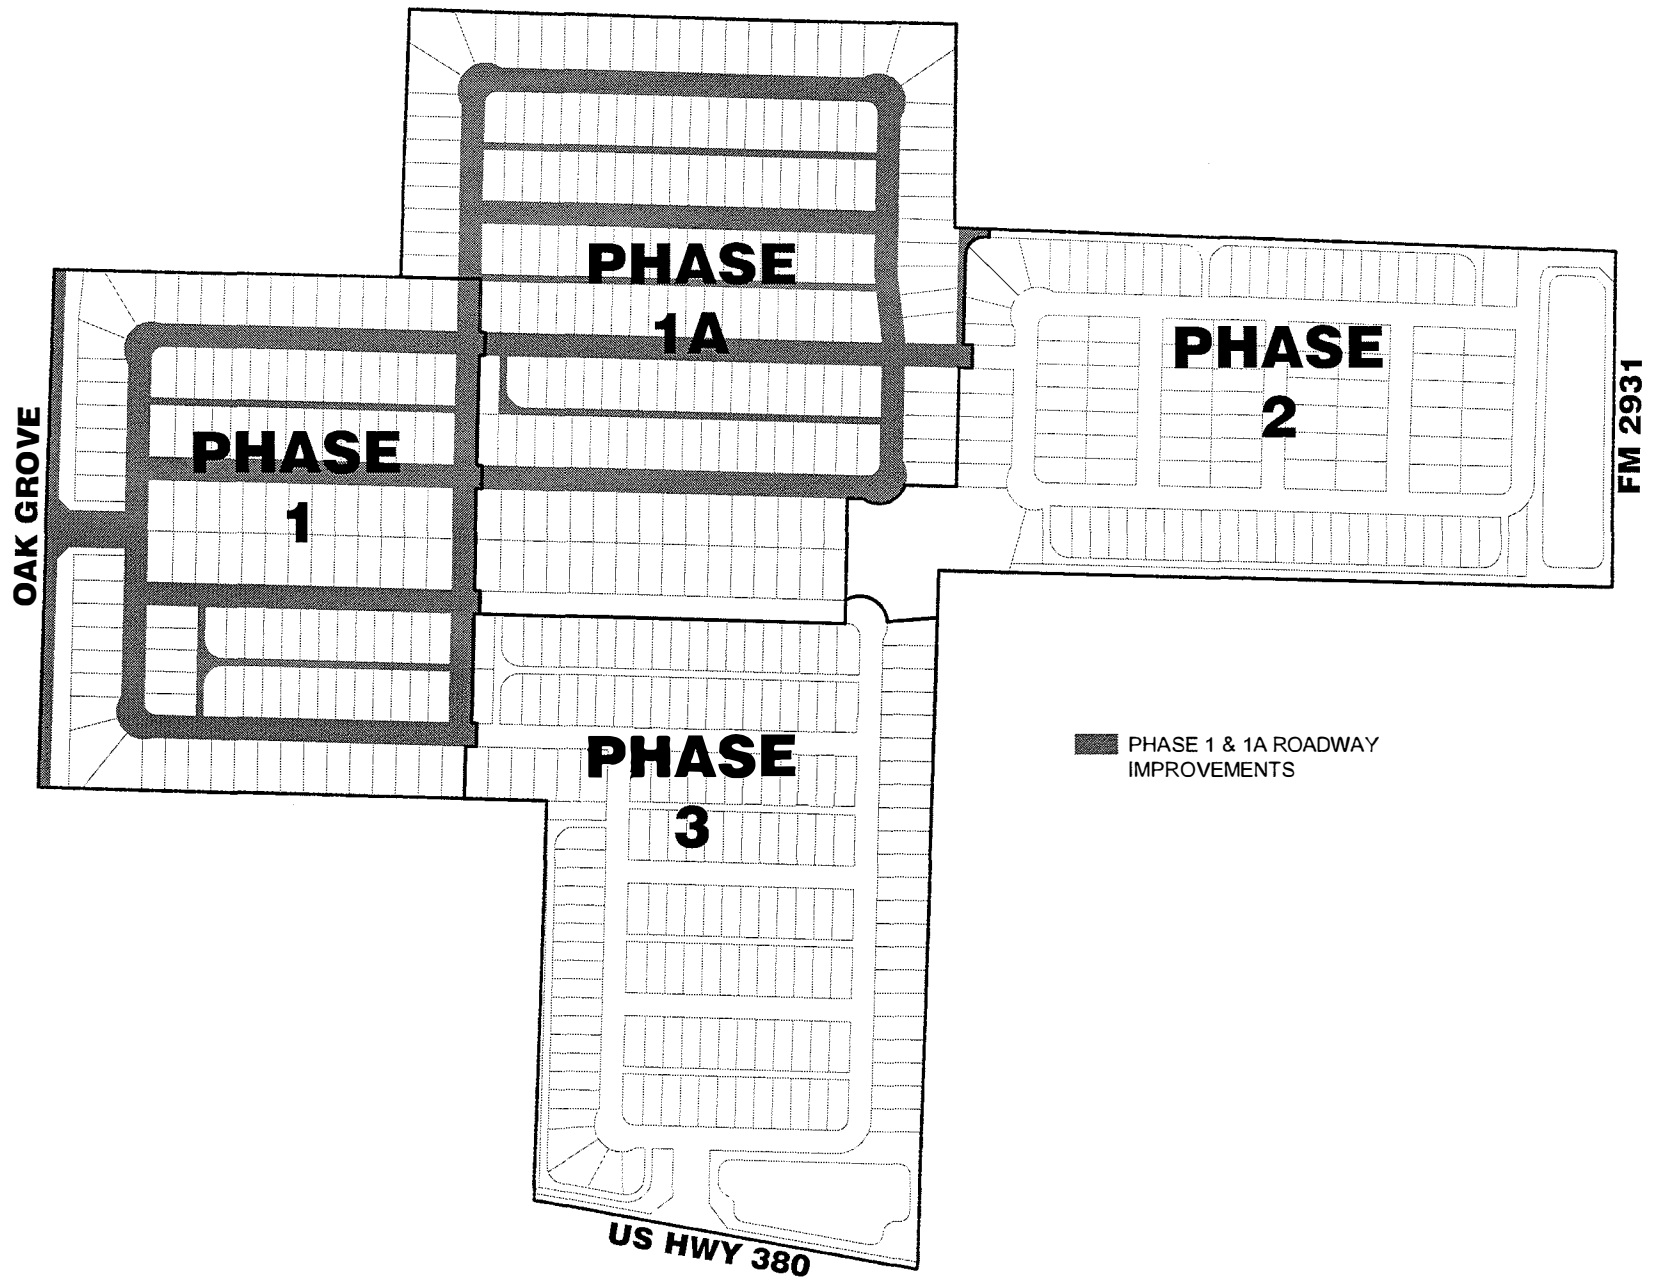 PHASE
1A
PHASE
2
FM 2931
PHASE
1
OAK GROVE
PHASE
3
PHASE 1 & 1A ROADWAY
IMPROVEMENTS
US HWY 380